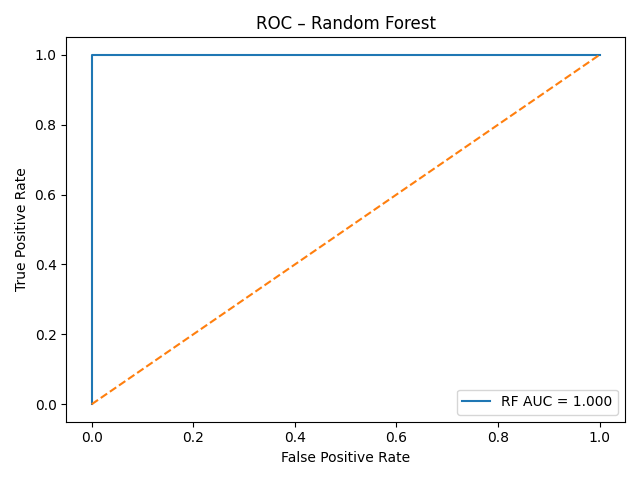 ROC – Random Forest
True Positive Rate
1.0
0.8
0.6
0.4
0.2
0.0
RF AUC = 1.000
0.0 0.2 0.4 0.6 0.8 1.0
False Positive Rate